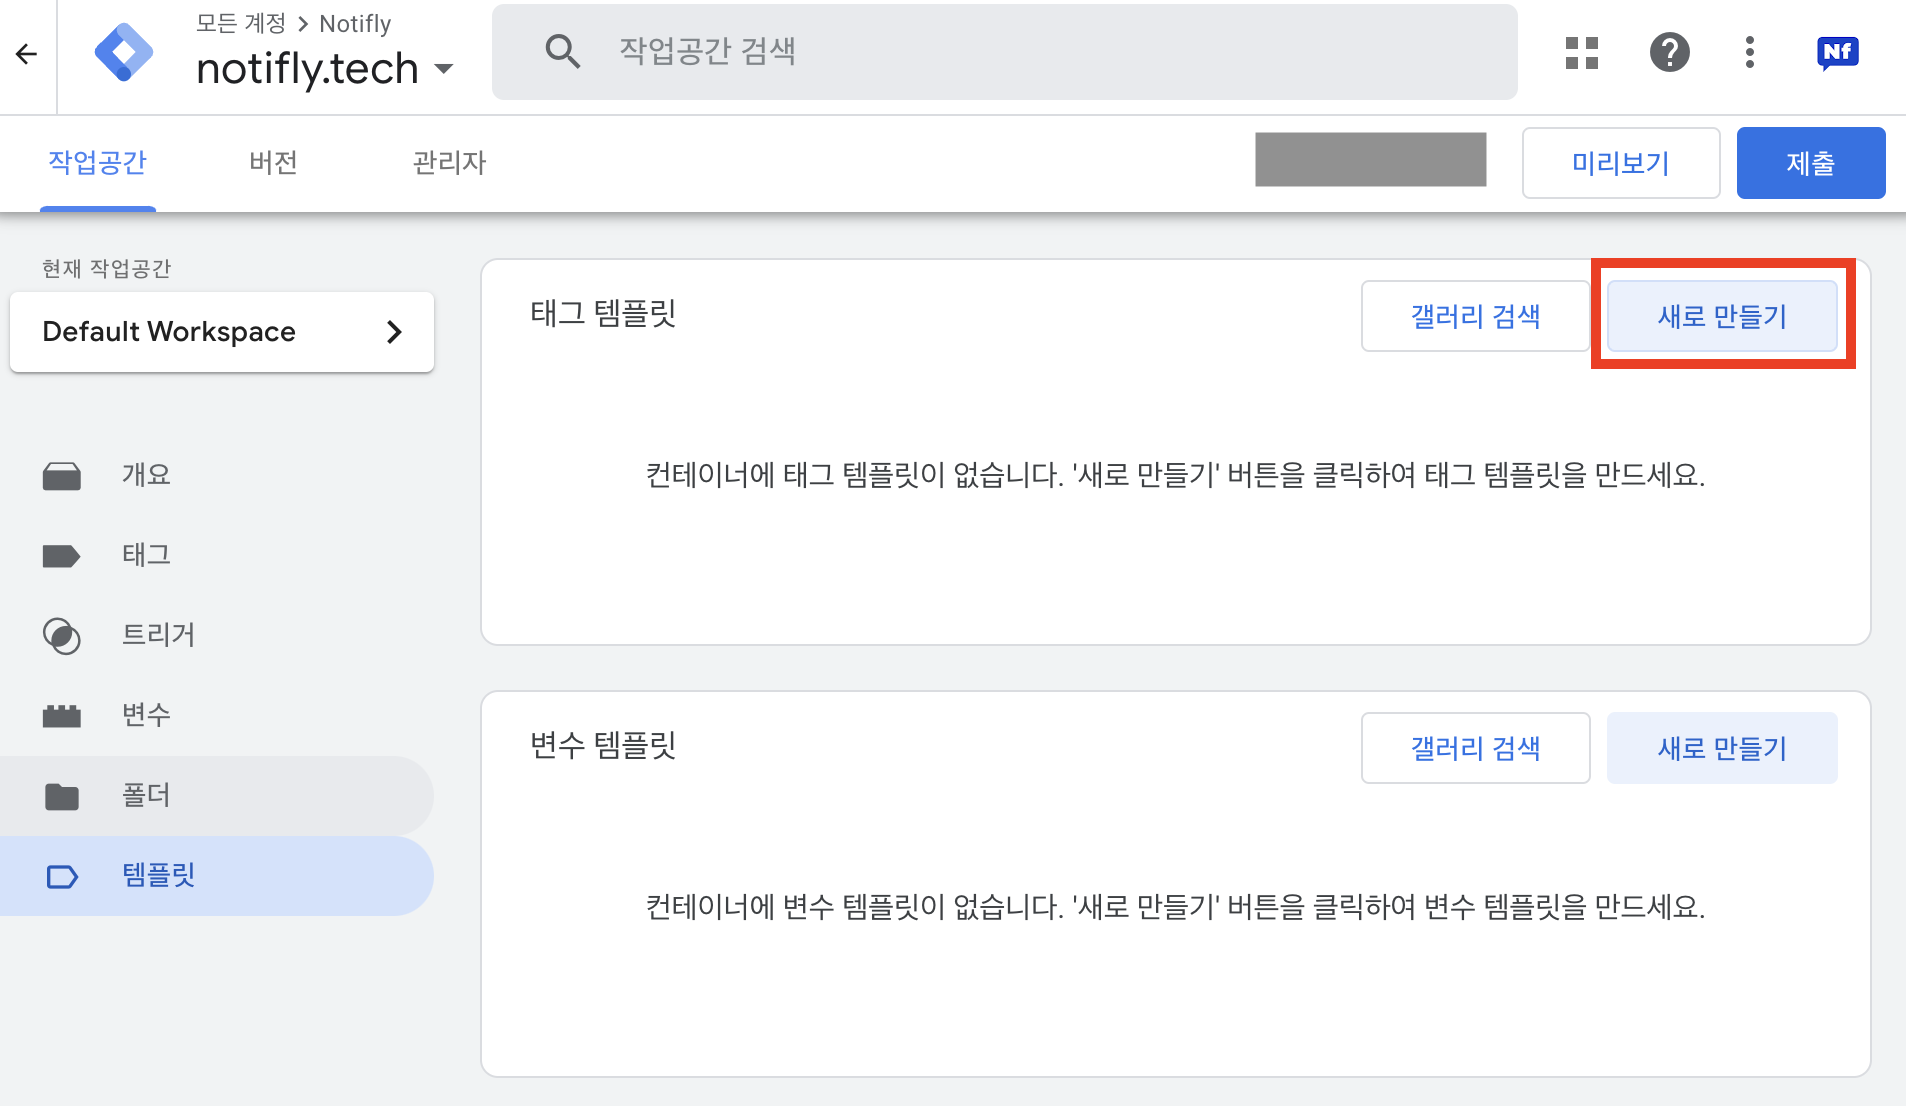 모든 계정 > Notifly
notifly.tech
작업공간 검색
Nf
작업공간
버전
관리자
미리보기
제출
현재 작업공간
Default Workspace
개요
태그
트리거
변수
폴더
템플릿
태그 템플릿
갤러리 검색
새로 만들기
컨테이너에 태그 템플릿이 없습니다. '새로 만들기' 버튼을 클릭하여 태그 템플릿을 만드세요.
변수 템플릿
갤러리 검색
새로 만들기
컨테이너에 변수 템플릿이 없습니다. '새로 만들기' 버튼을 클릭하여 변수 템플릿을 만드세요.